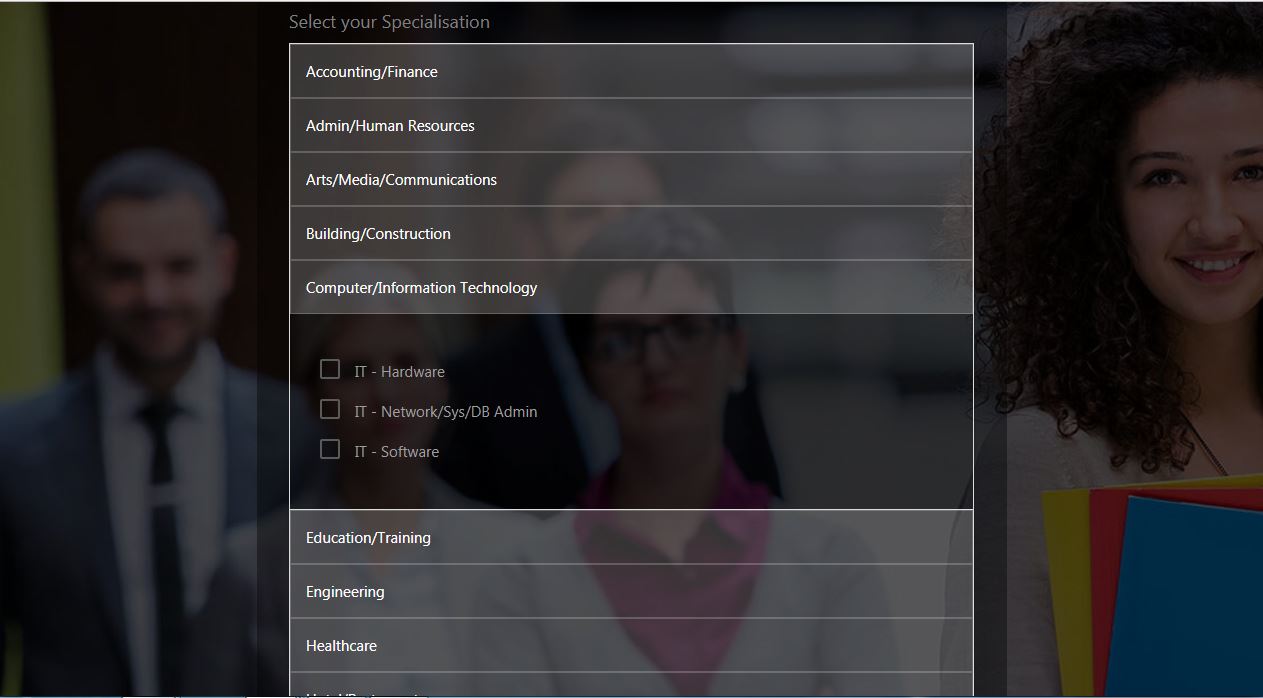 Select your Specialisation
Accounting/Finance
Admin/Human Resources
Arts/Media/Communications
Building/Construction
Computer/Information Technology
IT - Hardware
IT - Network/Sys/DB Admin
IT - Software
Education/Training
Engineering
Healthcare